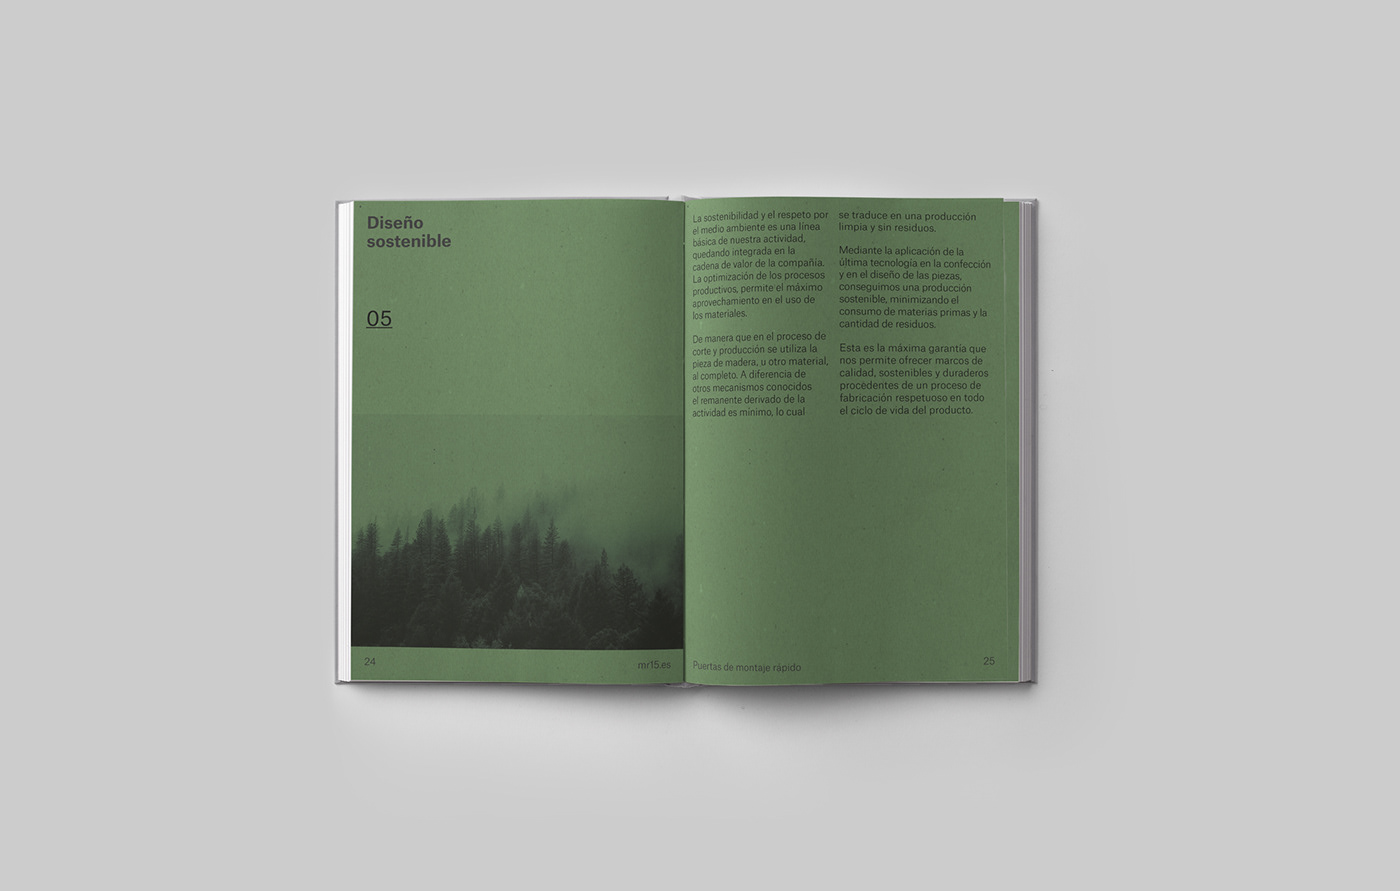 Diseño
sostenible
05
24
mr15.es
La sostenibilidad y el respeto por
el medio ambiente es una línea
básica de nuestra actividad,
quedando integrada en la
cadena de valor de la compañía.
La optimización de los procesos
productivos, permite el máximo
aprovechamiento en el uso de
los materiales.
De manera que en el proceso de
corte y producción se utiliza la
pieza de madera, u otro material,
al completo. A diferencia de
otros mecanismos conocidos
el remanente derivado de la
actividad es mínimo, lo cual
se traduce en una producción
limpia y sin residuos.
Mediante la aplicación de la
última tecnología en la confección
y en el diseño de las piezas,
conseguimos una producción
sostenible, minimizando el
consumo de materias primas y la
cantidad de residuos.
Esta es la máxima garantía que
nos permite ofrecer marcos de
calidad, sostenibles y duraderos
procedentes de un proceso de
fabricación respetuoso en todo
el ciclo de vida del producto.
Puertas de montaje rápido
25